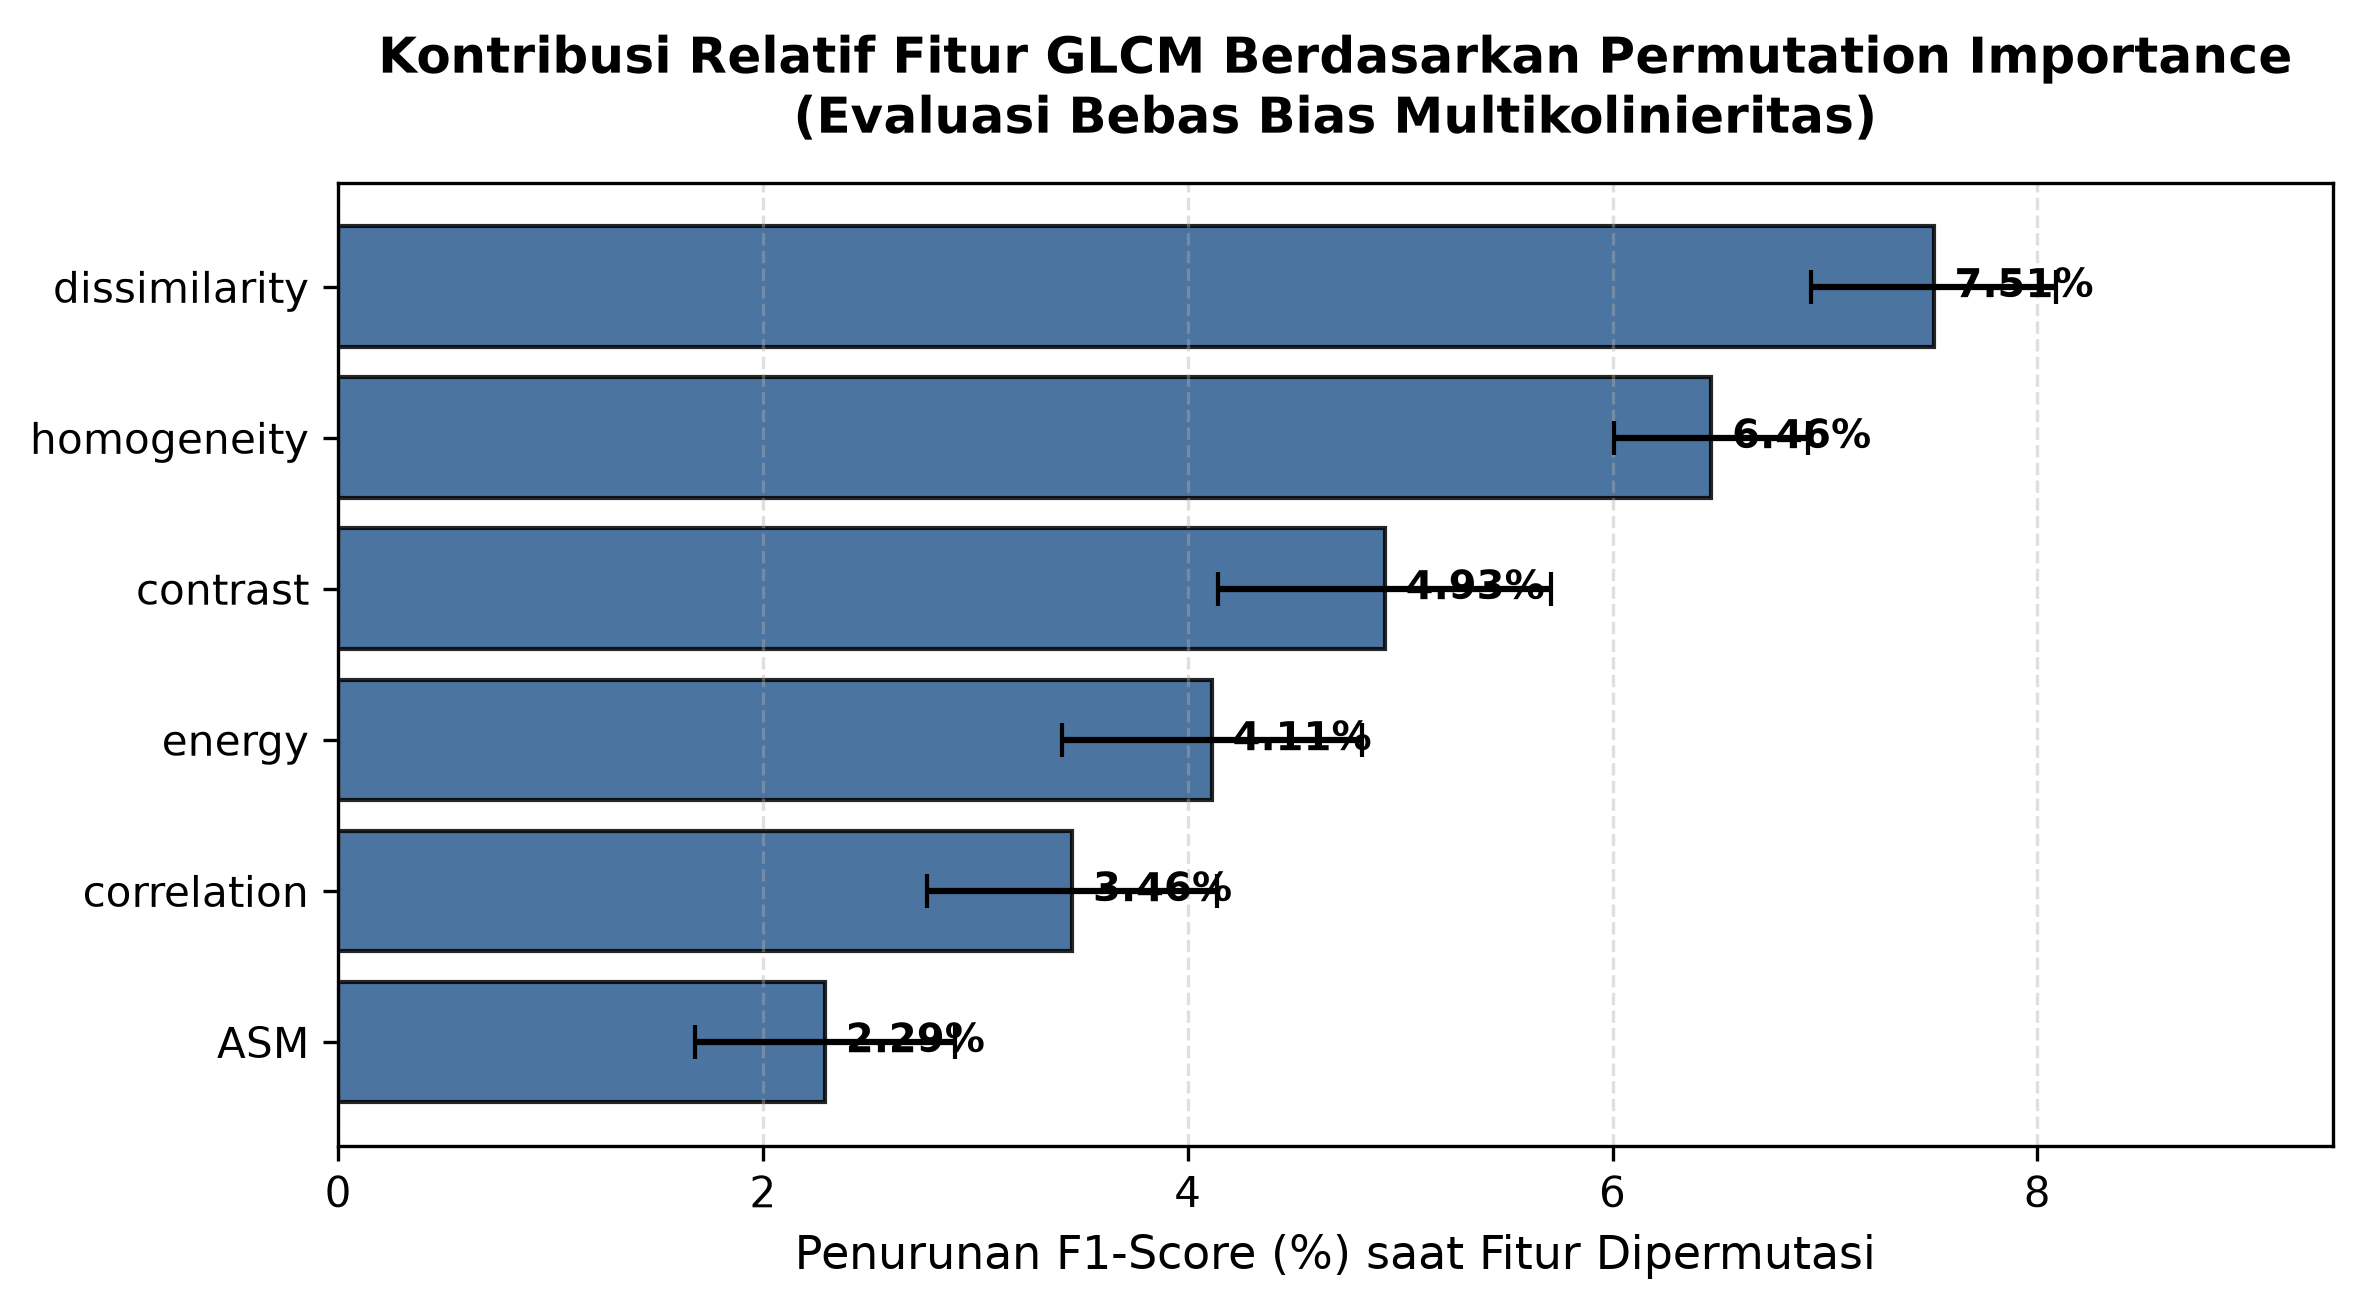 Kontribusi Relatif Fitur GLCM Berdasarkan Permutation Importance
(Evaluasi Bebas Bias Multikolinieritas)
dissimilarity
7.51%
homogeneity
6.46%
contrast
4.93%
energy
4.11%
correlation
3.46%
ASM
2.29%
0 2 4 6 8
Penurunan F1-Score (%) saat Fitur Dipermutasi